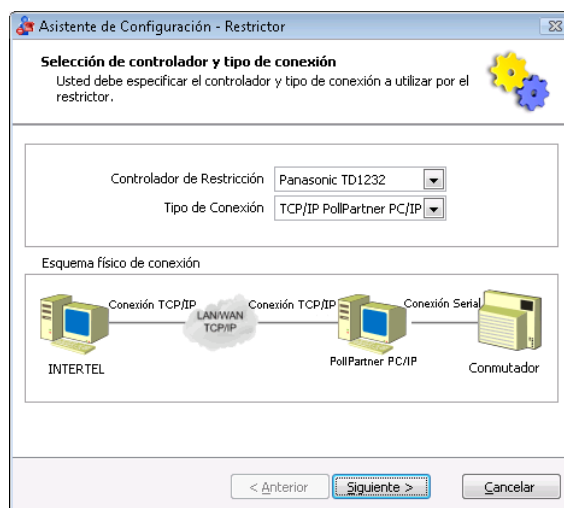 Asistente de Configuración - Restrictor
Selección de controlador y tipo de conexión
Usted debe especificar el controlador y tipo de conexión a utilizar por el
restrictor.
Controlador de Restricción Panasonic TD1232
Tipo de Conexión TCP/IP PollPartner PC/IP
Esquema físico de conexión
Conexión TCP/IP Conexión TCP/IP Conexión Serial
LAN/WAN
TCP/IP
INTERTEL PollPartner PC/IP Conmutador
< Anterior Siguiente > Cancelar